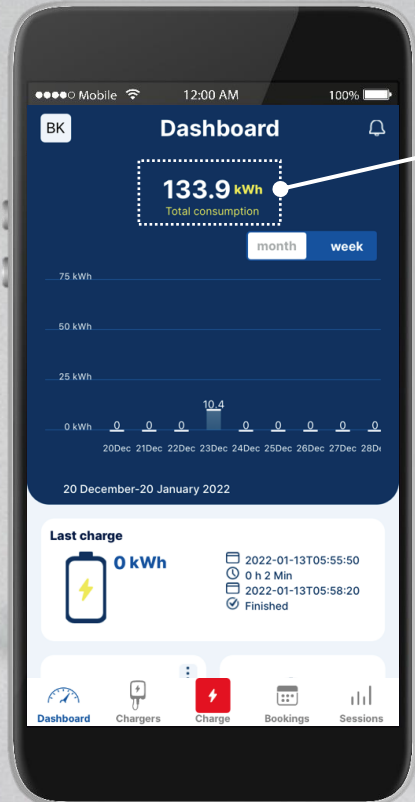 Mobile 12:00 AM 100%
BK Dashboard
133.9 kWh
Total consumption
month week
75 kWh
50 kWh
25 kWh
10.4
0 kWh 0 0 0 0 0 0 0 0
20Dec 21Dec 22Dec 23Dec 24Dec 25Dec 26Dec 27Dec 28De
20 December-20 January 2022
Last charge
0 kWh
2022-01-13T05:55:50
0 h 2 Min
2022-01-13T05:58:20
Finished
Dashboard Chargers Charge Bookings Sessions